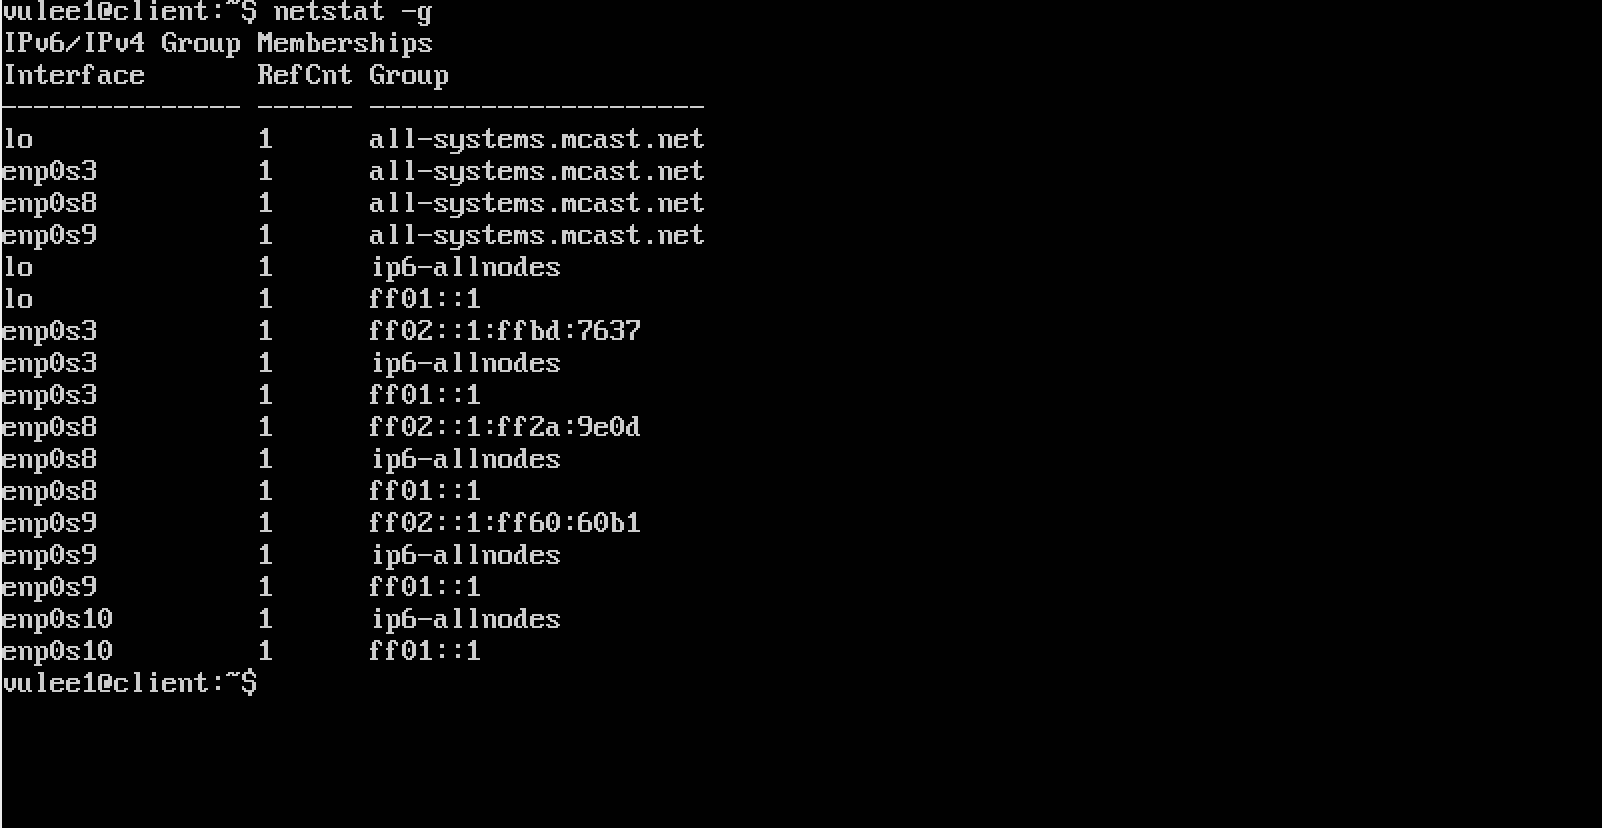 vulee1@client:~$ netstat -g
IPv6/IPv4 Group Memberships
Interface       RefCnt Group
--------------- ------ ---------------------
lo              1      all-systems.mcast.net
enp0s3          1      all-systems.mcast.net
enp0s8          1      all-systems.mcast.net
enp0s9          1      all-systems.mcast.net
lo              1      ip6-allnodes
lo              1      ff01::1
enp0s3          1      ff02::1:ffbd:7637
enp0s3          1      ip6-allnodes
enp0s3          1      ff01::1
enp0s8          1      ff02::1:ff2a:9e0d
enp0s8          1      ip6-allnodes
enp0s8          1      ff01::1
enp0s9          1      ff02::1:ff60:60b1
enp0s9          1      ip6-allnodes
enp0s9          1      ff01::1
enp0s10         1      ip6-allnodes
enp0s10         1      ff01::1
vulee1@client:~$